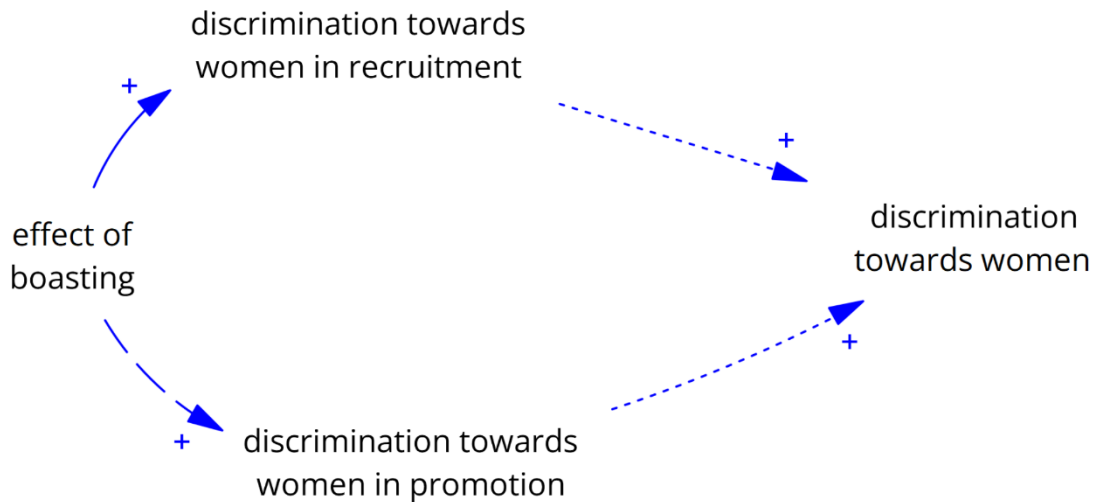 discrimination towards
women in recruitment
+
+
effect of
boasting
discrimination
towards women
+
+
discrimination towards
women in promotion